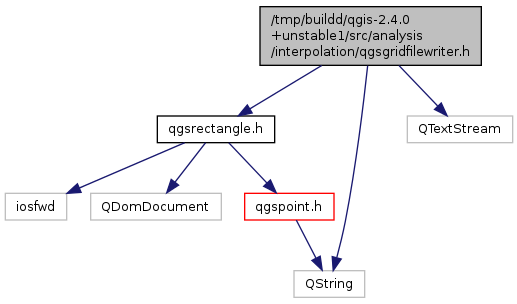 /tmp/buildd/qgis-2.4.0
+unstable1/src/analysis
/interpolation/qgsgridfilewriter.h
qgsrectangle.h
QTextStream
iosfwd
QDomDocument
qgspoint.h
QString